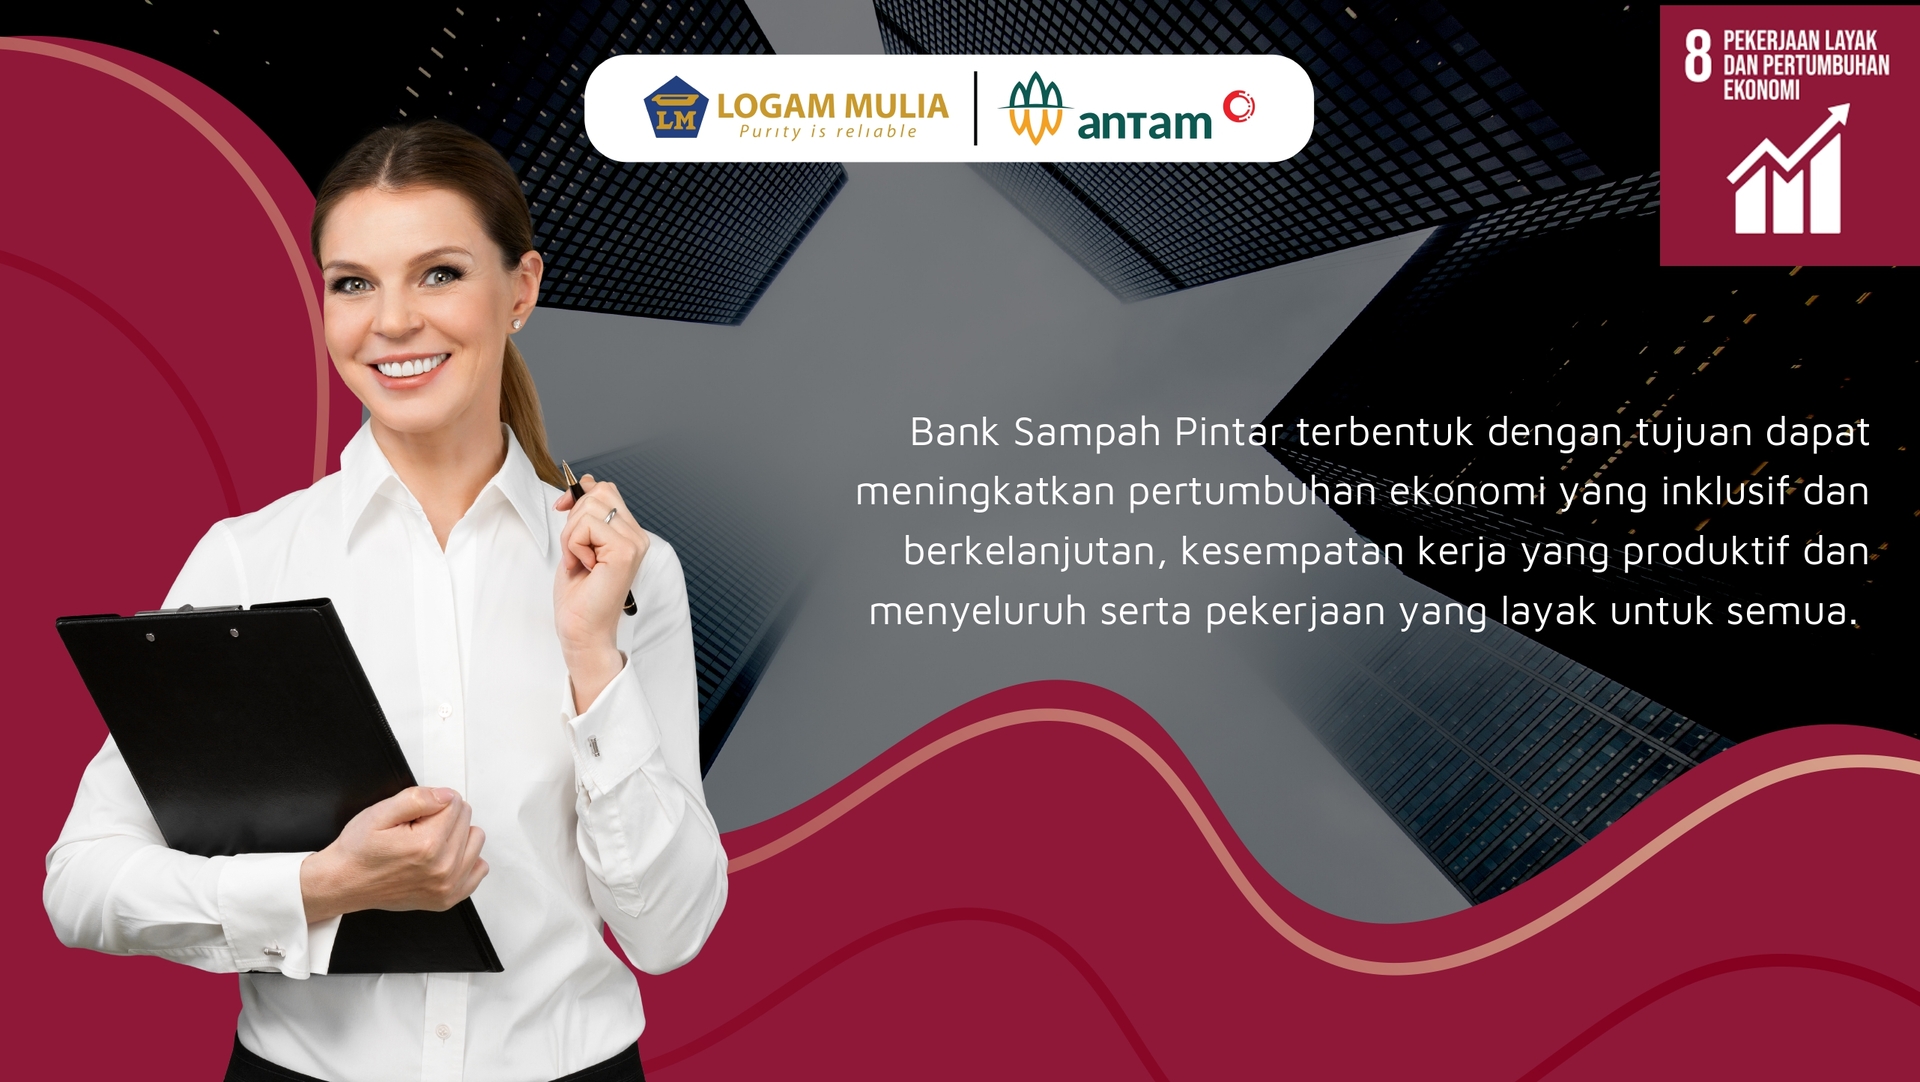 LM
LOGAM MULIA
Purity is reliable
anTam
8 PEKERJAAN LAYAK
DAN PERTUMBUHAN
EKONOMI
Bank Sampah Pintar terbentuk dengan tujuan dapat
meningkatkan pertumbuhan ekonomi yang inklusif dan
berkelanjutan, kesempatan kerja yang produktif dan
menyeluruh serta pekerjaan yang layak untuk semua.